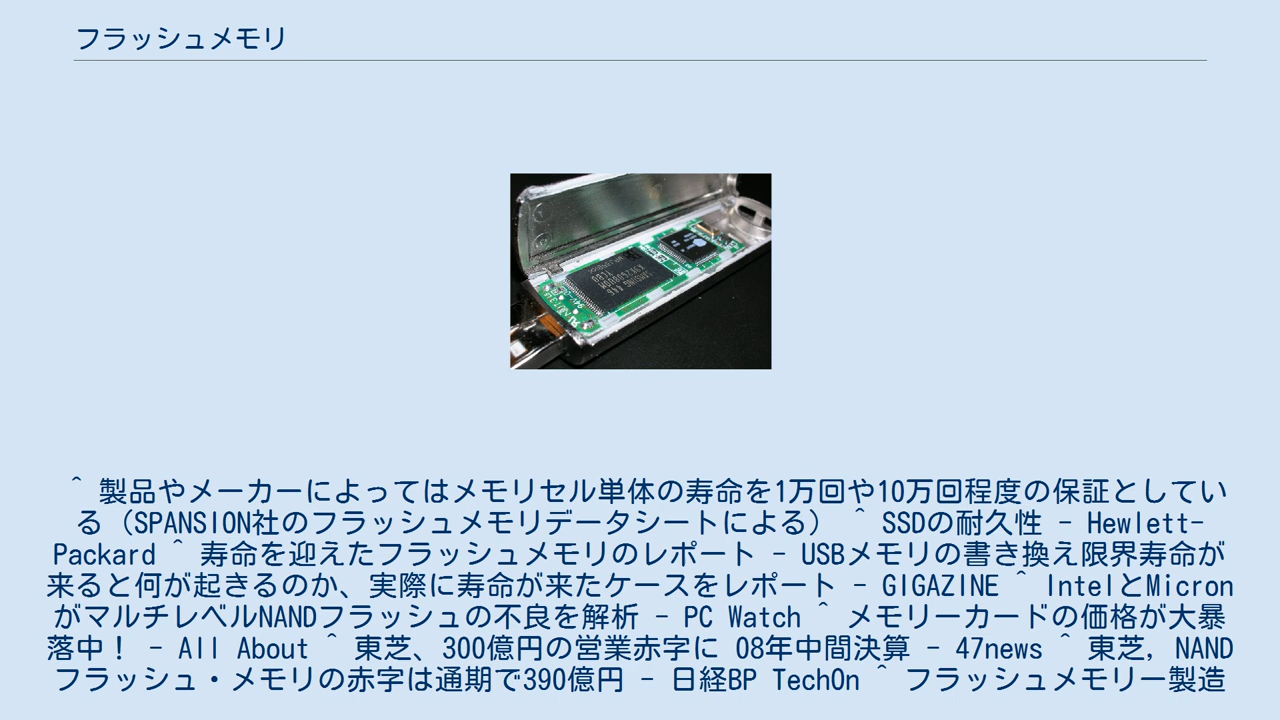 フラッシュメモリ
SAMSUNG 446
^ 製品やメーカーによってはメモリセル単体の寿命を1万回や10万回程度の保証としてい
る（SPANSION社のフラッシュメモリデータシートによる） ^ SSDの耐久性 - Hewlett-
Packard ^ 寿命を迎えたフラッシュメモリのレポート - USBメモリの書き換え限界寿命が
来ると何が起きるのか、実際に寿命が来たケースをレポート - GIGAZINE ^ IntelとMicron
がマルチレベルNANDフラッシュの不良を解析 - PC Watch ^ メモリーカードの価格が大暴
落中！ - All About ^ 東芝、300億円の営業赤字に 08年中間決算 - 47news ^ 東芝，NAND
フラッシュ・メモリの赤字は通期で390億円 - 日経BP TechOn ^ フラッシュメモリー製造